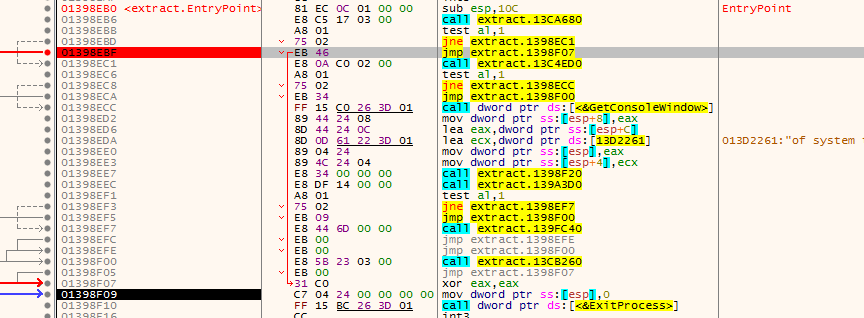 01398EB0 <extract.EntryPoint> 81 EC 0C 01 00 00 sub esp,10C EntryPoint
01398EB6 E8 C5 17 03 00 call extract.13CA680
01398EBB A8 01 test al,1
01398EBD 75 02 jne extract.1398EC1
01398EBF EB 46 jmp extract.1398F07
01398EC1 E8 0A C0 02 00 call extract.13C4ED0
01398EC6 A8 01 test al,1
01398EC8 75 02 jne extract.1398ECC
01398ECA EB 34 jmp extract.1398F00
01398ECC FF 15 C0 26 3D 01 call dword ptr ds:[<&GetConsoleWindow>]
01398ED2 89 44 24 08 mov dword ptr ss:[esp+8],eax
01398ED6 8D 44 24 0C lea eax,dword ptr ss:[esp+C]
01398EDA 8D 0D 61 22 3D 01 lea ecx,dword ptr ds:[13D2261] 013D2261:"of system
01398EE0 89 04 24 mov dword ptr ss:[esp],eax
01398EE3 89 4C 24 04 mov dword ptr ss:[esp+4],ecx
01398EE7 E8 34 00 00 00 call extract.1398F20
01398EEC E8 DF 14 00 00 call extract.139A3D0
01398EF1 A8 01 test al,1
01398EF3 75 02 jne extract.1398EF7
01398EF5 EB 09 jmp extract.1398F00
01398EF7 E8 44 6D 00 00 call extract.139FC40
01398EFC EB 00 jmp extract.1398EFE
01398EFE EB 00 jmp extract.1398F00
01398F00 E8 5B 23 03 00 call extract.13CB260
01398F05 EB 00 jmp extract.1398F07
01398F07 31 C0 xor eax,eax
01398F09 C7 04 24 00 00 00 00 mov dword ptr ss:[esp],0
01398F10 FF 15 BC 26 3D 01 call dword ptr ds:[<&ExitProcess>]
01398F16 CC int3